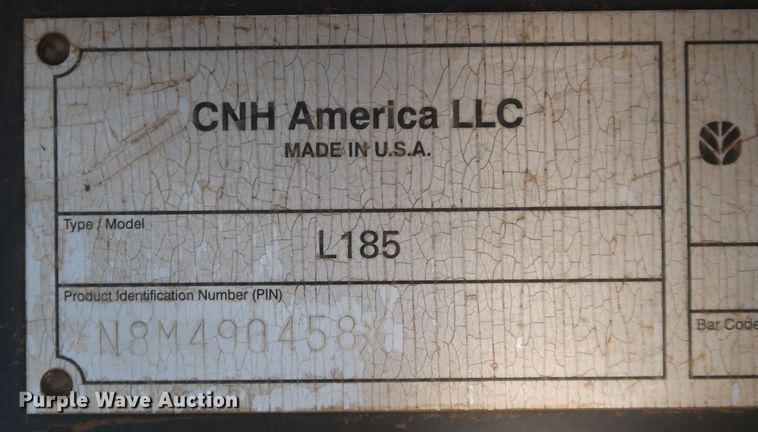 CNH America LLC
MADE IN U.S.A.
Type / Model
L185
Product Identification Number (PIN)
*N8M490458*
Bar Code
Purple Wave Auction